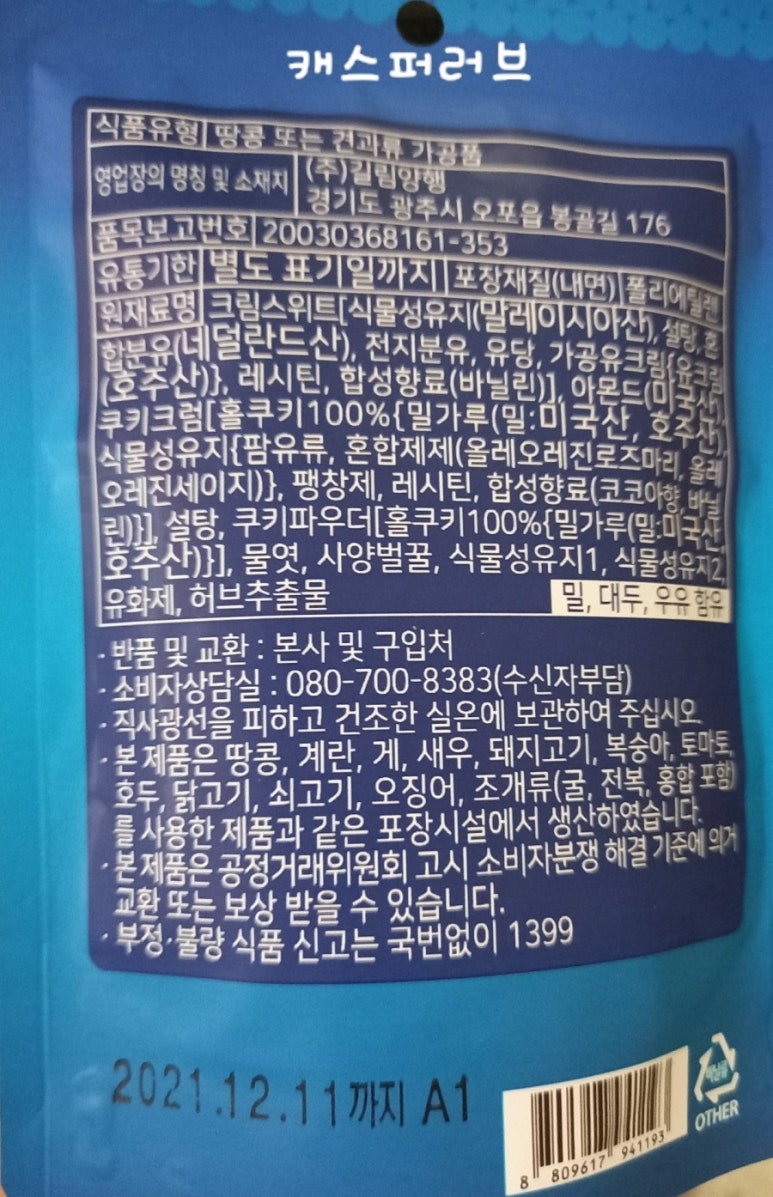 캐스퍼러브
식품유형 땅콩 또는 견과류 가공품
영업장의 명칭 및 소재지 (주)길림양행
경기도 광주시 오포읍 봉골길 176
품목보고번호 20030368161-353
유통기한 별도 표기일까지 포장재질(내면) 폴리에틸렌
원재료명 크림스위트[식물성유지(말레이시아산), 설탕, 혼
합분유(네덜란드산), 전지분유, 유당, 가공유크림{유크림
(호주산)}, 레시틴, 합성향료(바닐린)], 아몬드(미국산),
쿠키크럼[홀쿠키100%{밀가루(밀:미국산, 호주산),
식물성유지{팜유류, 혼합제제(올레오레진로즈마리, 올레
오레진세이지)}, 팽창제, 레시틴, 합성향료(코코아향, 바닐
린)}], 설탕, 쿠키파우더[홀쿠키100%{밀가루(밀:미국산,
호주산)}], 물엿, 사양벌꿀, 식물성유지1, 식물성유지2,
유화제, 허브추출물 밀, 대두, 우유 함유
· 반품 및 교환 : 본사 및 구입처
· 소비자상담실 : 080-700-8383(수신자부담)
· 직사광선을 피하고 건조한 실온에 보관하여 주십시오.
· 본 제품은 땅콩, 계란, 게, 새우, 돼지고기, 복숭아, 토마토,
호두, 닭고기, 쇠고기, 오징어, 조개류(굴, 전복, 홍합 포함)
를 사용한 제품과 같은 포장시설에서 생산하였습니다.
· 본 제품은 공정거래위원회 고시 소비자분쟁 해결 기준에 의거
교환 또는 보상 받을 수 있습니다.
· 부정·불량 식품 신고는 국번없이 1399
2021.12.11까지 A1
비닐류
OTHER
8 809617 941193